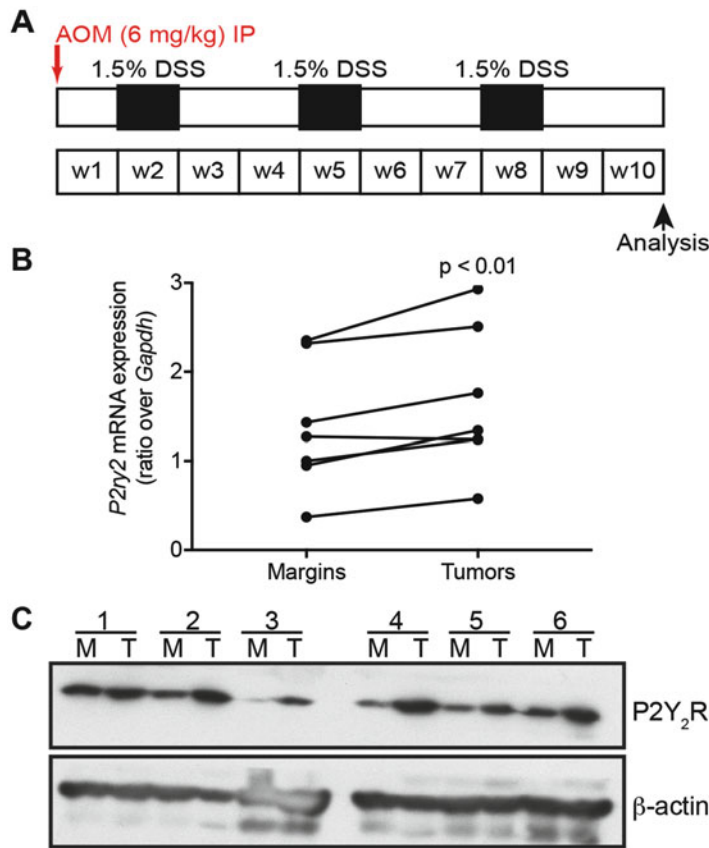 A
AOM (6 mg/kg) IP
1.5% DSS 1.5% DSS 1.5% DSS
w1 w2 w3 w4 w5 w6 w7 w8 w9 w10
Analysis
B
p < 0.01
P2ry2 mRNA expression
(ratio over Gapdh)
3
2
1
0
Margins Tumors
C
1 2 3 4 5 6
M T M T M T M T M T M T
P2Y₂R
β-actin